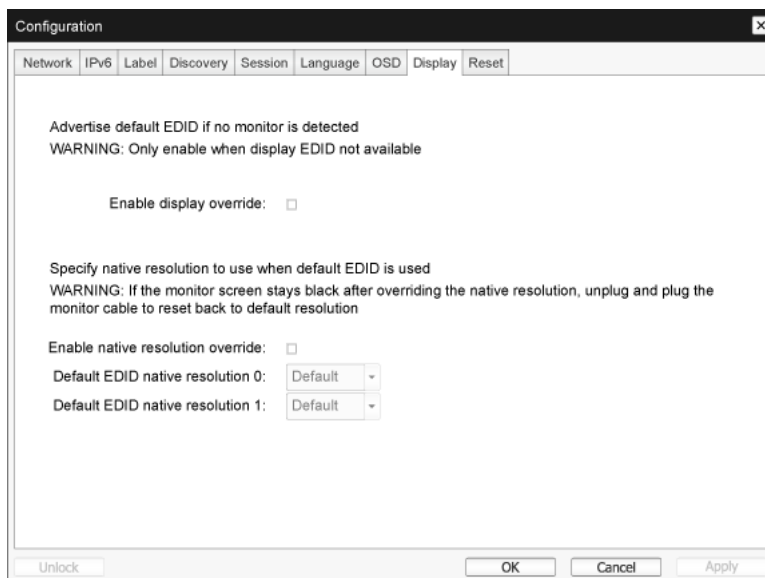 Configuration
Network IPv6 Label Discovery Session Language OSD Display Reset
Advertise default EDID if no monitor is detected
WARNING: Only enable when display EDID not available
Enable display override:
Specify native resolution to use when default EDID is used
WARNING: If the monitor screen stays black after overriding the native resolution, unplug and plug the
monitor cable to reset back to default resolution
Enable native resolution override:
Default EDID native resolution 0: Default
Default EDID native resolution 1: Default
Unlock OK Cancel Apply